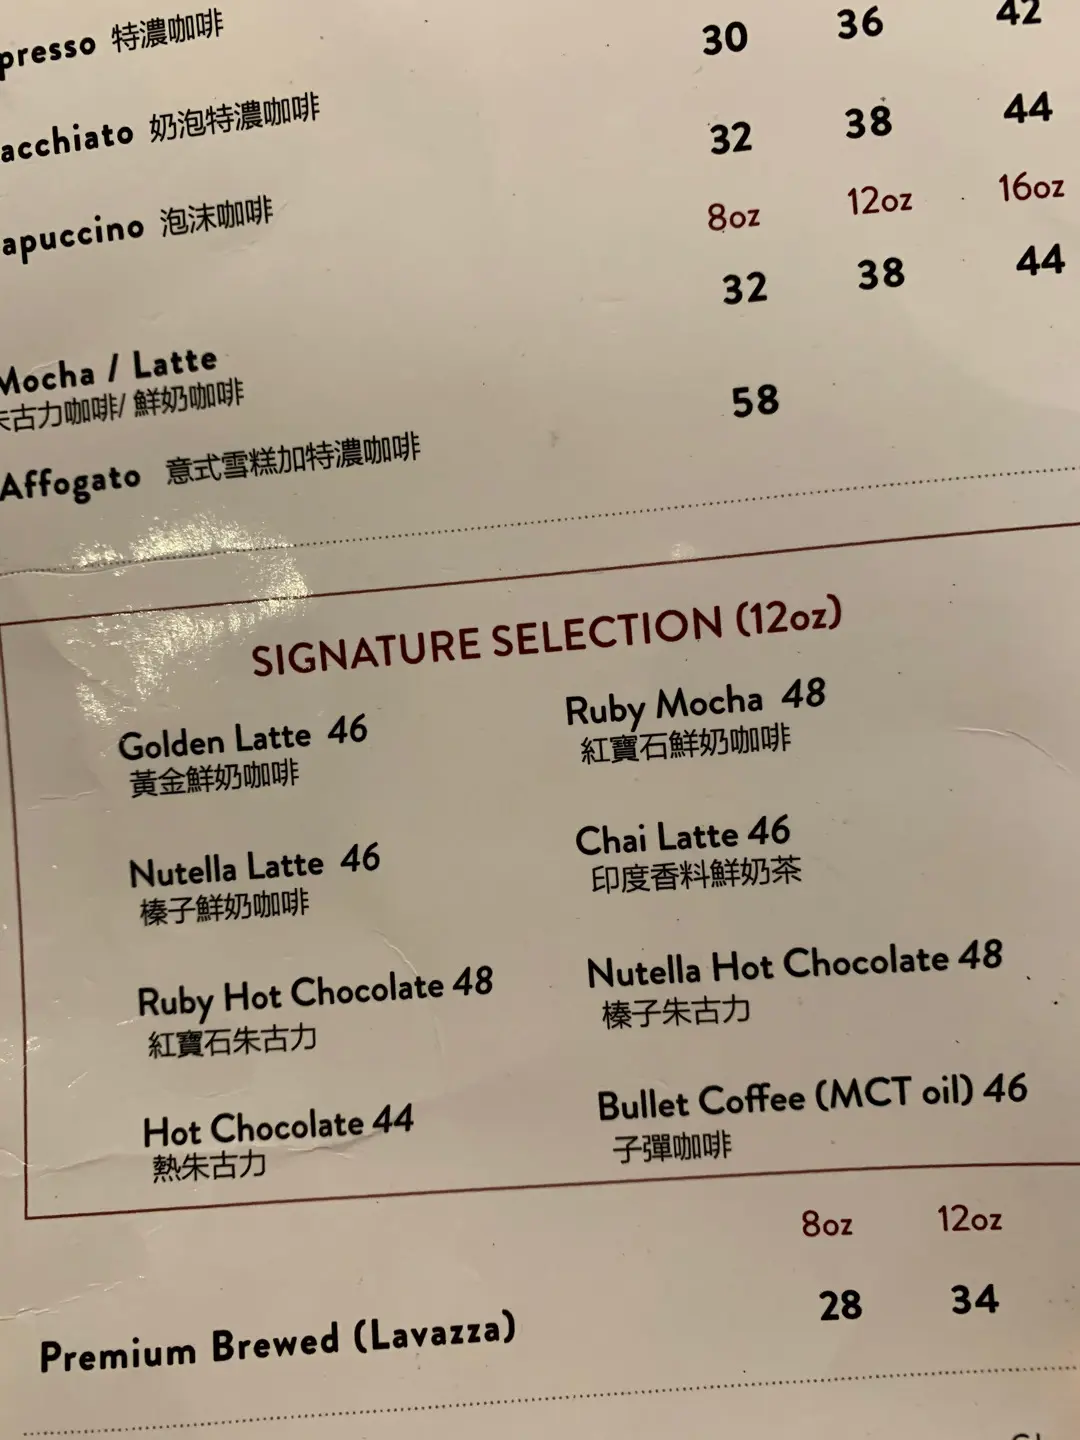 presso 特濃咖啡 30 36 42
acchiato 奶泡特濃咖啡 32 38 44
apuccino 泡沫咖啡
8oz 12oz 16oz
32 38 44
Mocha / Latte
朱古力咖啡/ 鮮奶咖啡
58
Affogato 意式雪糕加特濃咖啡
SIGNATURE SELECTION (12oz)
Golden Latte 46
黃金鮮奶咖啡
Ruby Mocha 48
紅寶石鮮奶咖啡
Nutella Latte 46
榛子鮮奶咖啡
Chai Latte 46
印度香料鮮奶茶
Ruby Hot Chocolate 48
紅寶石朱古力
Nutella Hot Chocolate 48
榛子朱古力
Hot Chocolate 44
熱朱古力
Bullet Coffee (MCT oil) 46
子彈咖啡
8oz 12oz
Premium Brewed (Lavazza) 28 34